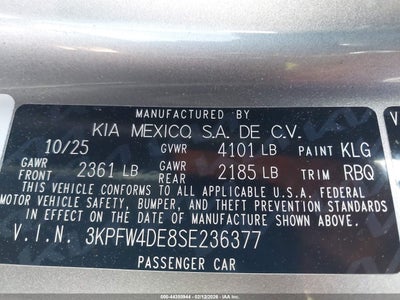 MANUFACTURED BY
KIA MEXICO, S.A. DE C.V.
10/25 GVWR 4101 LB PAINT KLG
GAWR FRONT 2361 LB GAWR REAR 2185 LB TRIM RBQ
THIS VEHICLE CONFORMS TO ALL APPLICABLE U.S.A. FEDERAL
MOTOR VEHICLE SAFETY, BUMPER, AND THEFT PREVENTION STANDARDS
IN EFFECT ON THE DATE OF MANUFACTURE SHOWN ABOVE.
V.I.N. 3KPFW4DE8SE236377
PASSENGER CAR